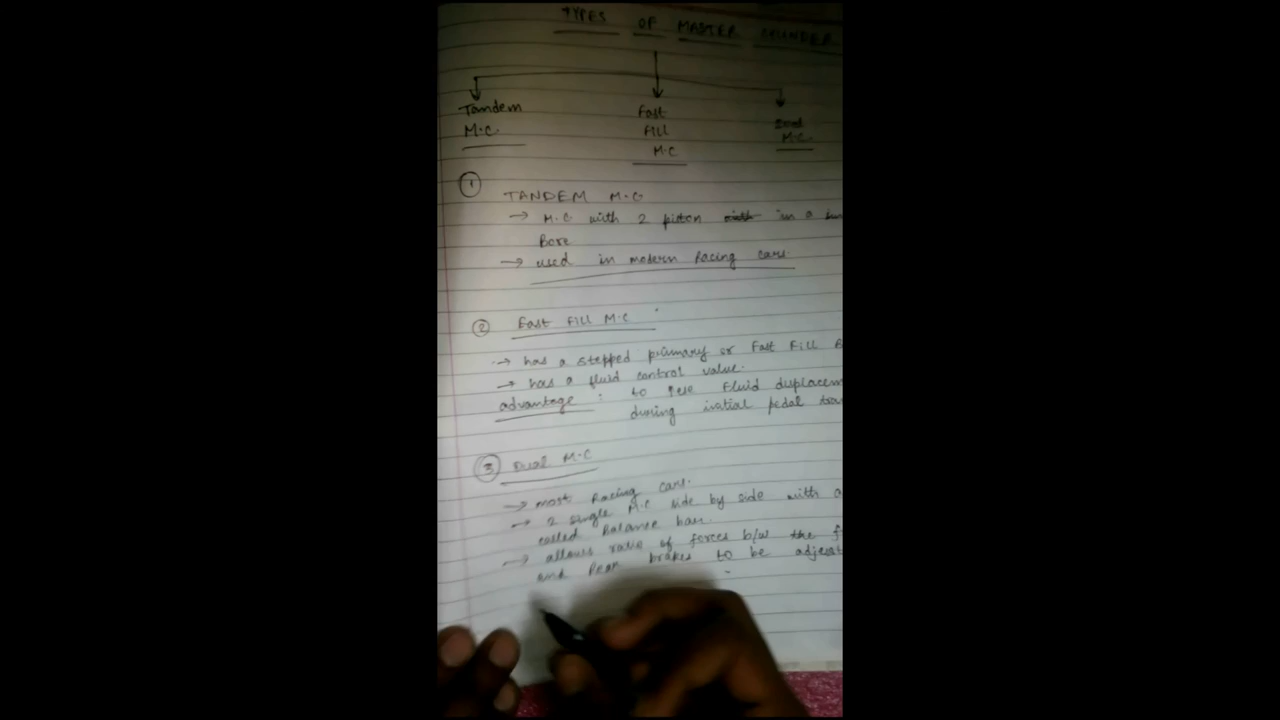 TYPES OF MASTER CYLINDER
Tandem
M.C.
Fast
Fill
M.C
Dual
M.C.
① TANDEM M.C
→ M.C with 2 piston in a
Bore
→ used in modern Racing cars.
② Fast Fill M.C
→ has a stepped primary or Fast Fill B
→ has a fluid control value.
advantage : to Fluid displacem
during initial pedal trav
③ Dual M.C
→ most Racing cars.
→ 2 single M.C side by side with a
called Balance bar.
→ allows ratio of forces b/w the f
and Rear brakes to be adjust